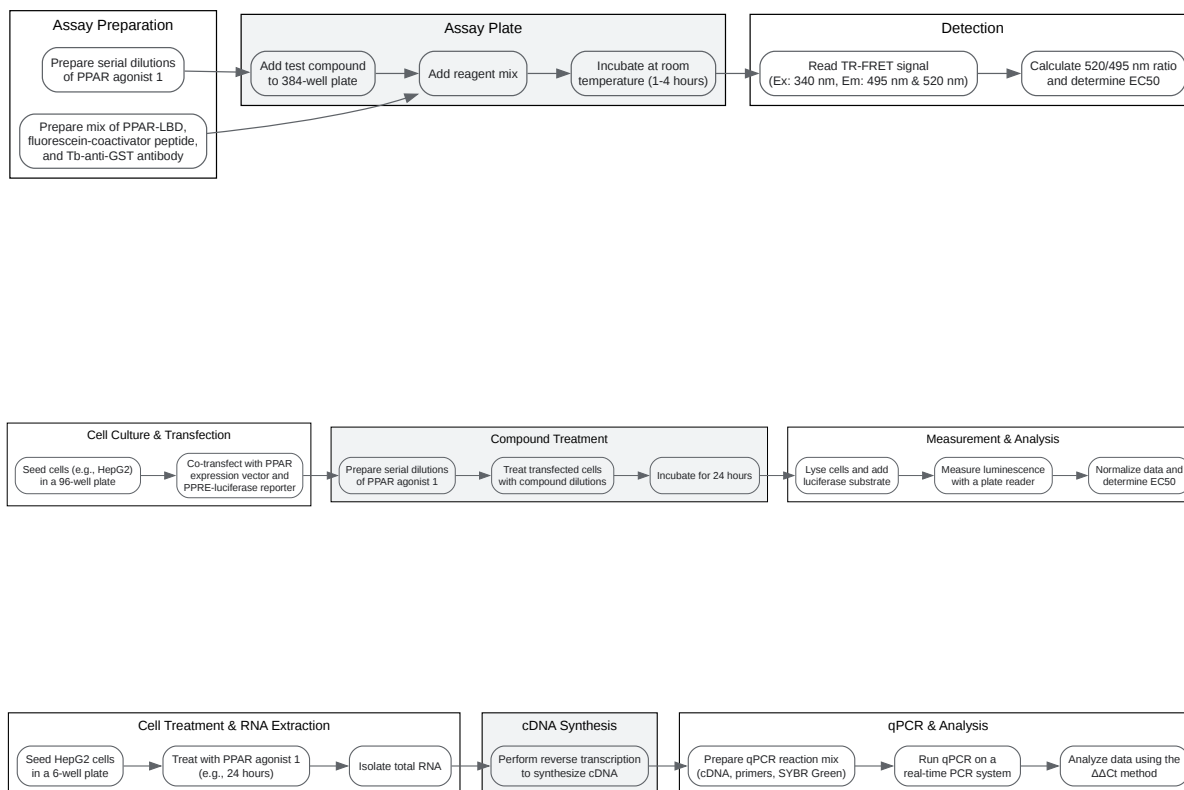 Assay Preparation
Prepare serial dilutions
of PPAR agonist 1
Prepare mix of PPAR-LBD,
fluorescein-coactivator peptide,
and Tb-anti-GST antibody
Assay Plate
Add test compound
to 384-well plate
Add reagent mix
Incubate at room
temperature (1-4 hours)
Detection
Read TR-FRET signal
(Ex: 340 nm, Em: 495 nm & 520 nm)
Calculate 520/495 nm ratio
and determine EC50
Cell Culture & Transfection
Seed cells (e.g., HepG2)
in a 96-well plate
Co-transfect with PPAR
expression vector and
PPRE-luciferase reporter
Compound Treatment
Prepare serial dilutions
of PPAR agonist 1
Treat transfected cells
with compound dilutions
Incubate for 24 hours
Measurement & Analysis
Lyse cells and add
luciferase substrate
Measure luminescence
with a plate reader
Normalize data and
determine EC50
Cell Treatment & RNA Extraction
Seed HepG2 cells
in a 6-well plate
Treat with PPAR agonist 1
(e.g., 24 hours)
Isolate total RNA
cDNA Synthesis
Perform reverse transcription
to synthesize cDNA
qPCR & Analysis
Prepare qPCR reaction mix
(cDNA, primers, SYBR Green)
Run qPCR on a
real-time PCR system
Analyze data using the
ΔΔCt method